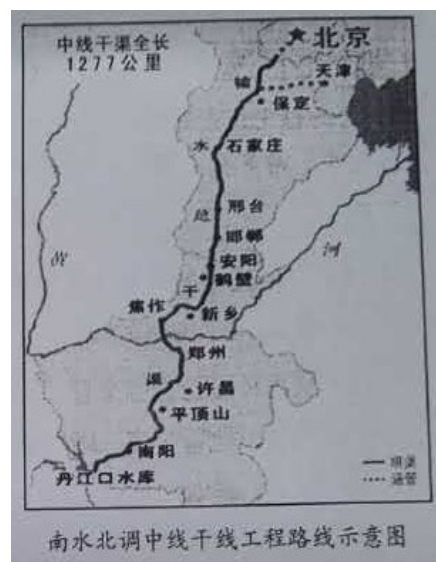 中线干渠全长
1277公里
北京
天津
输
保定
水
石家庄
总
邢台
邯郸
安阳
鹤壁
干
焦作
新乡
黄
河
郑州
渠
许昌
平顶山
南阳
丹江口水库
明渠
涵管
南水北调中线干线工程路线示意图